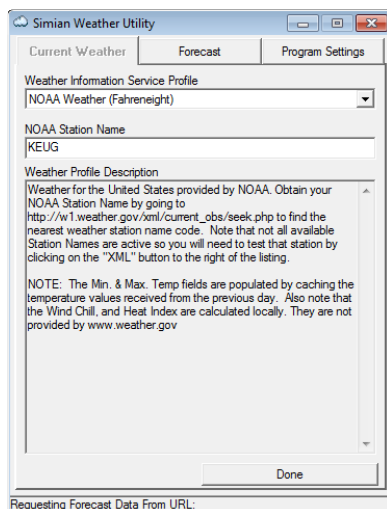 Simian Weather Utility
Current Weather
Forecast
Program Settings
Weather Information Service Profile
NOAA Weather (Fahreneight)
NOAA Station Name
KEUG
Weather Profile Description
Weather for the United States provided by NOAA. Obtain your
NOAA Station Name by going to
http://w1.weather.gov/xml/current_obs/seek.php to find the
nearest weather station name code. Note that not all available
Station Names are active so you will need to test that station by
clicking on the "XML" button to the right of the listing.
NOTE: The Min. & Max. Temp fields are populated by caching the
temperature values received from the previous day. Also note that
the Wind Chill, and Heat Index are calculated locally. They are not
provided by www.weather.gov
Done
Requesting Forecast Data From URL: